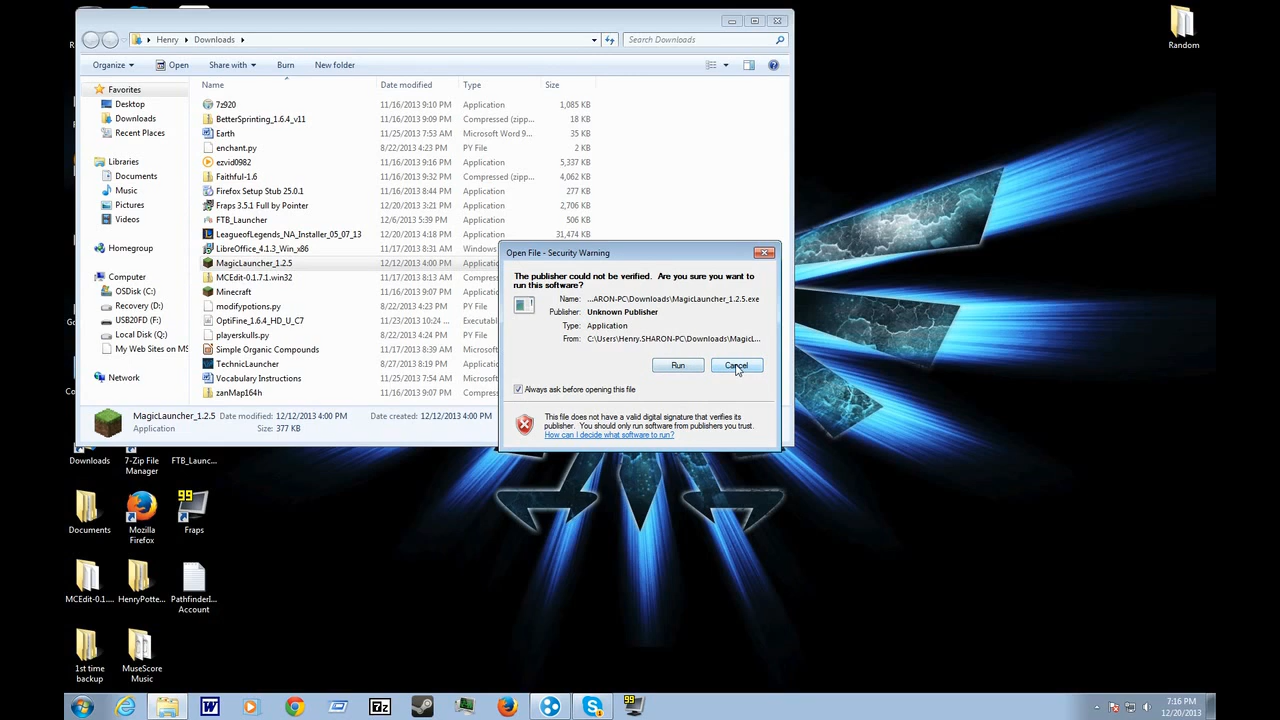 Henry
Downloads
Search Downloads
Organize
Open
Share with
Burn
New folder
Name
Date modified
Type
Size
Favorites
Desktop
Downloads
Recent Places
Libraries
Documents
Music
Pictures
Videos
Homegroup
Computer
OSDisk (C:)
Recovery (D:)
USB20FD (F:)
Local Disk (Q:)
My Web Sites on MS
Network
7z920 11/16/2013 9:10 PM Application 1,085 KB
BetterSprinting_1.6.4_v11 11/16/2013 9:09 PM Compressed (zipp... 18 KB
Earth 11/25/2013 7:53 AM Microsoft Word 9... 35 KB
enchant.py 8/22/2013 4:23 PM PY File 2 KB
ezvid0982 11/16/2013 9:16 PM Application 5,337 KB
Faithful-1.6 11/16/2013 9:32 PM Compressed (zipp... 4,062 KB
Firefox Setup Stub 25.0.1 11/16/2013 8:44 PM Application 277 KB
Fraps 3.5.1 Full by Pointer 12/20/2013 3:21 PM Application 2,706 KB
FTB_Launcher 12/6/2013 5:39 PM Application 506 KB
LeagueofLegends_NA_Installer_05_07_13 12/20/2013 4:18 PM Application 31,474 KB
LibreOffice_4.1.3_Win_x86 11/17/2013 8:31 AM Windows
MagicLauncher_1.2.5 12/12/2013 4:00 PM Applicatio
MCEdit-0.1.7.1.win32 11/17/2013 8:13 AM Compres
Minecraft 11/16/2013 9:07 PM Applicatio
modifypotions.py 8/22/2013 4:23 PM PY File
OptiFine_1.6.4_HD_U_C7 11/23/2013 10:24 ... Executab
playerskulls.py 8/22/2013 4:24 PM PY File
Simple Organic Compounds 11/17/2013 8:39 AM Microsof
TechnicLauncher 8/27/2013 8:19 PM Applicatio
Vocabulary Instructions 11/25/2013 7:54 AM Microsof
zanMap164h 11/16/2013 9:07 PM Compres
MagicLauncher_1.2.5 Date modified: 12/12/2013 4:00 PM Date created: 12/12/2013 4:00 PM
Application Size: 377 KB
Open File - Security Warning
The publisher could not be verified. Are you sure you want to
run this software?
Name: ...ARON-PC\Downloads\MagicLauncher_1.2.5.exe
Publisher: Unknown Publisher
Type: Application
From: C:\Users\Henry.SHARON-PC\Downloads\MagicL...
Run
Cancel
Always ask before opening this file
This file does not have a valid digital signature that verifies its
publisher. You should only run software from publishers you trust.
How can I decide what software to run?
Random
Downloads
7-Zip File
Manager
FTB_Launc...
Documents
Mozilla
Firefox
99
Fraps
MCEdit-0.1....
HenryPotte...
Pathfinderl...
Account
1st time
backup
MuseScore
Music
W
7z
99
7:16 PM
12/20/2013